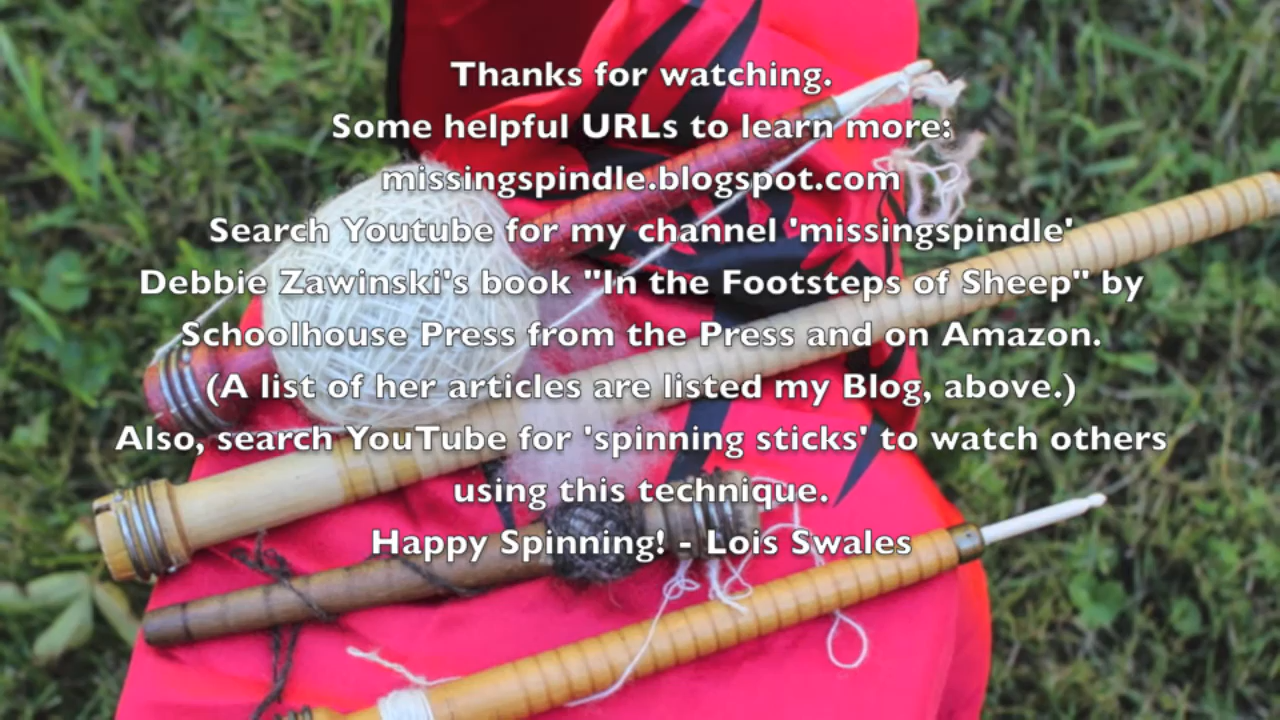 Thanks for watching.
Some helpful URLs to learn more:
missingspindle.blogspot.com
Search Youtube for my channel 'missingspindle'
Debbie Zawinski's book "In the Footsteps of Sheep" by
Schoolhouse Press from the Press and on Amazon.
(A list of her articles are listed my Blog, above.)
Also, search YouTube for 'spinning sticks' to watch others
using this technique.
Happy Spinning! - Lois Swales